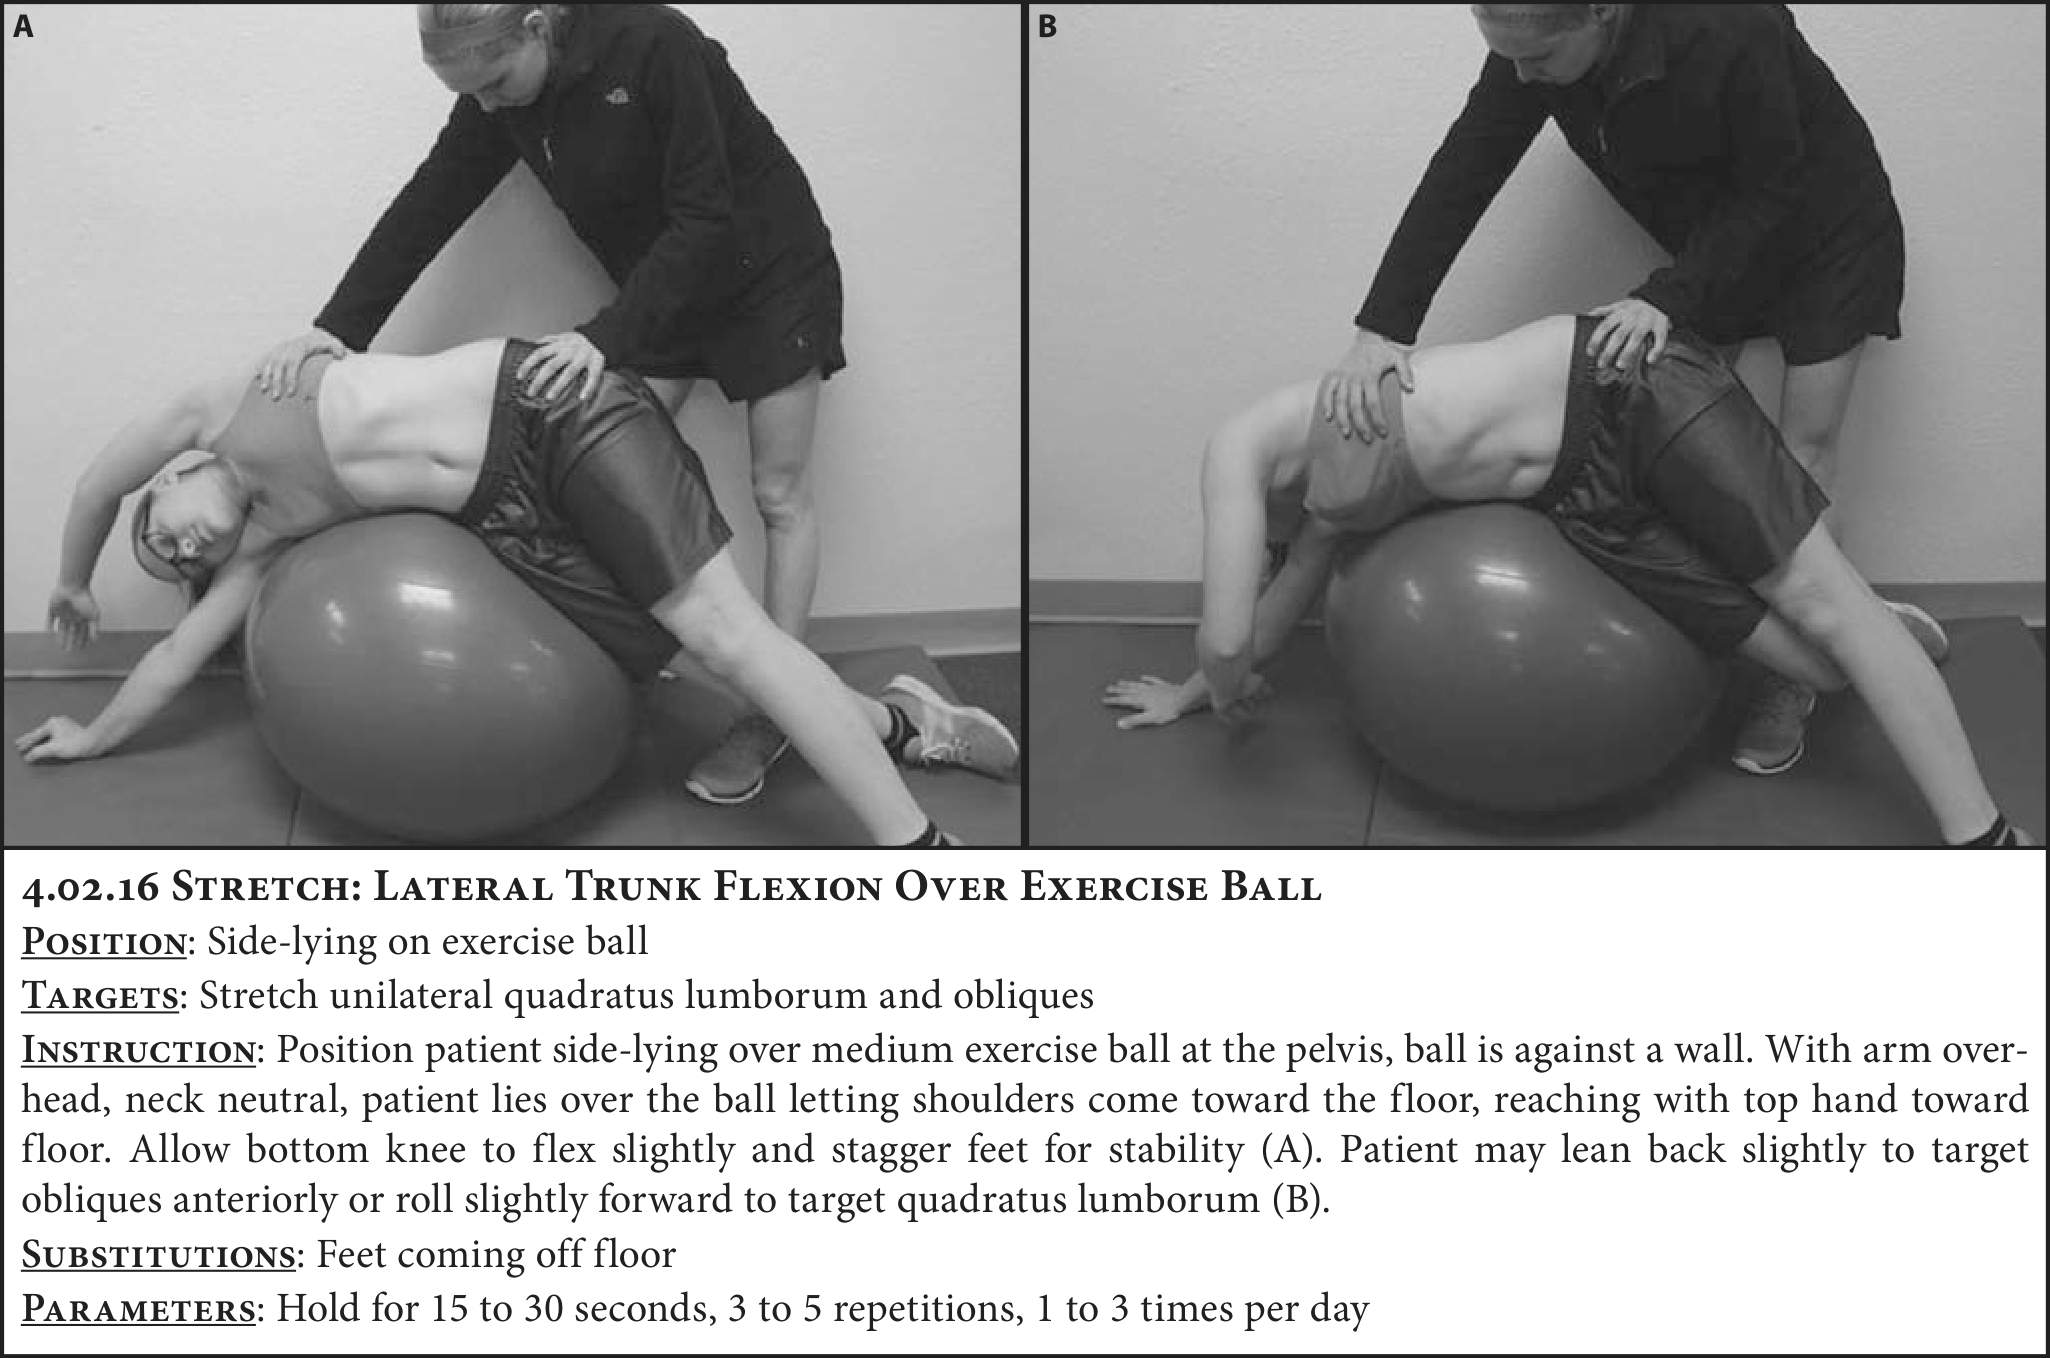 A
B
4.02.16 Stretch: Lateral Trunk Flexion Over Exercise Ball
Position: Side-lying on exercise ball
Targets: Stretch unilateral quadratus lumborum and obliques
Instruction: Position patient side-lying over medium exercise ball at the pelvis, ball is against a wall. With arm over-
head, neck neutral, patient lies over the ball letting shoulders come toward the floor, reaching with top hand toward
floor. Allow bottom knee to flex slightly and stagger feet for stability (A). Patient may lean back slightly to target
obliques anteriorly or roll slightly forward to target quadratus lumborum (B).
Substitutions: Feet coming off floor
Parameters: Hold for 15 to 30 seconds, 3 to 5 repetitions, 1 to 3 times per day